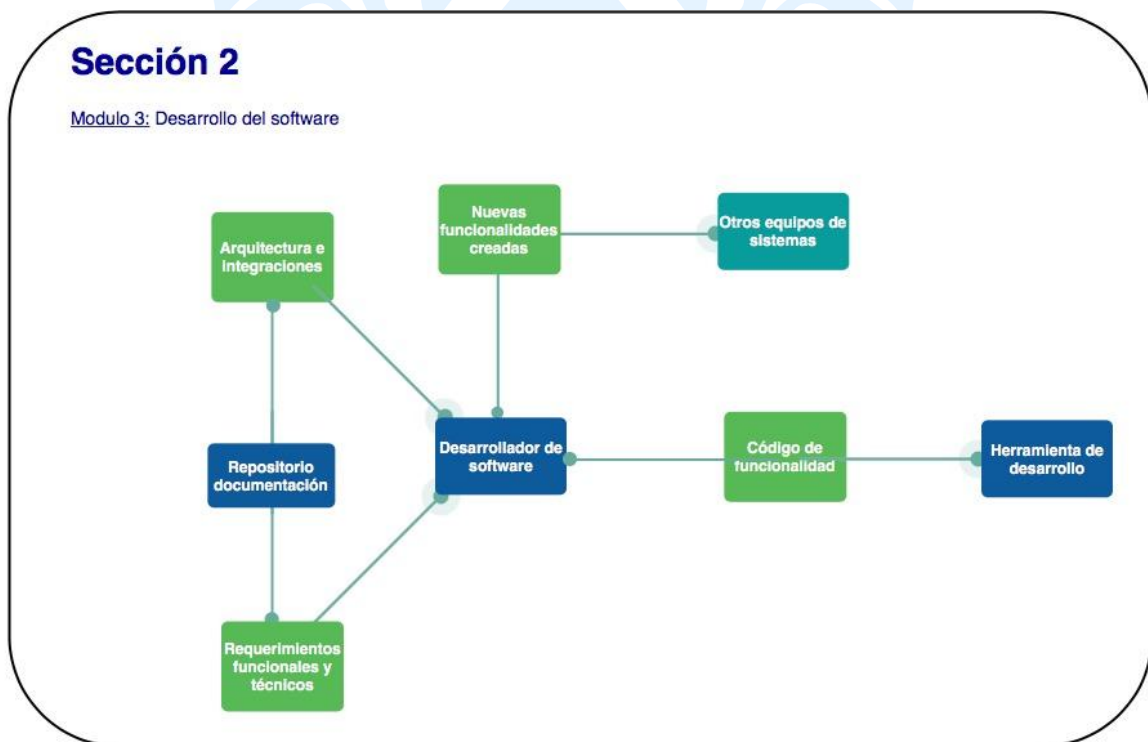 Sección 2
Modulo 3: Desarrollo del software
Nuevas
funcionalidades
creadas
Otros equipos de
sistemas
Arquitectura e
integraciones
Desarrollador de
software
Código de
funcionalidad
Herramienta de
desarrollo
Repositorio
documentación
Requerimientos
funcionales y
técnicos